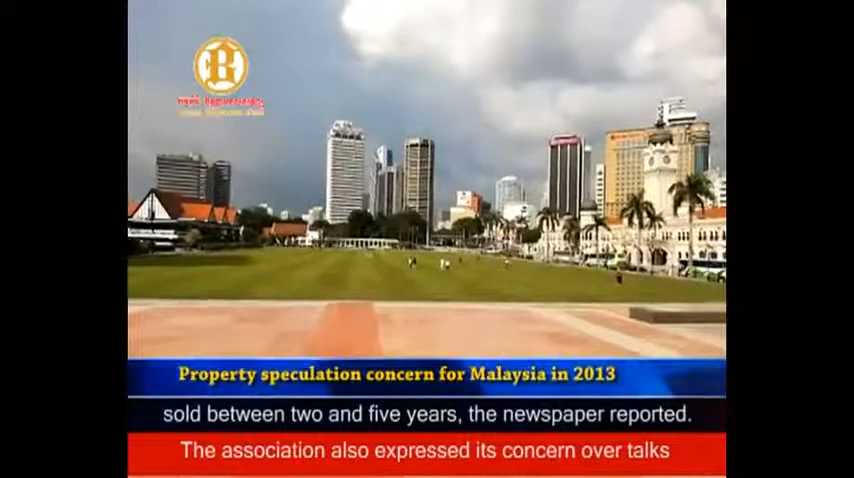 Property speculation concern for Malaysia in 2013
sold between two and five years, the newspaper reported.
The association also expressed its concern over talks